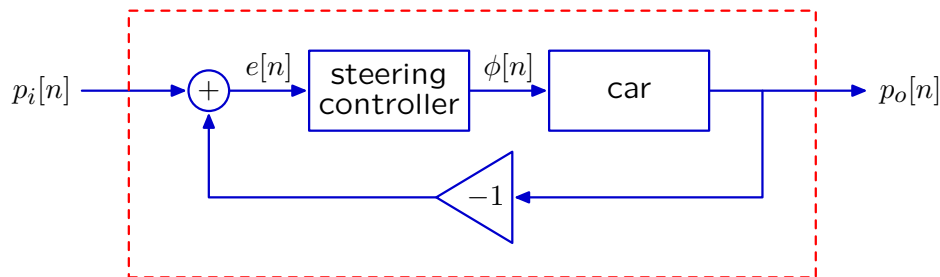 p_i[n]
+
e[n]
steering
controller
ϕ[n]
car
p_o[n]
−1